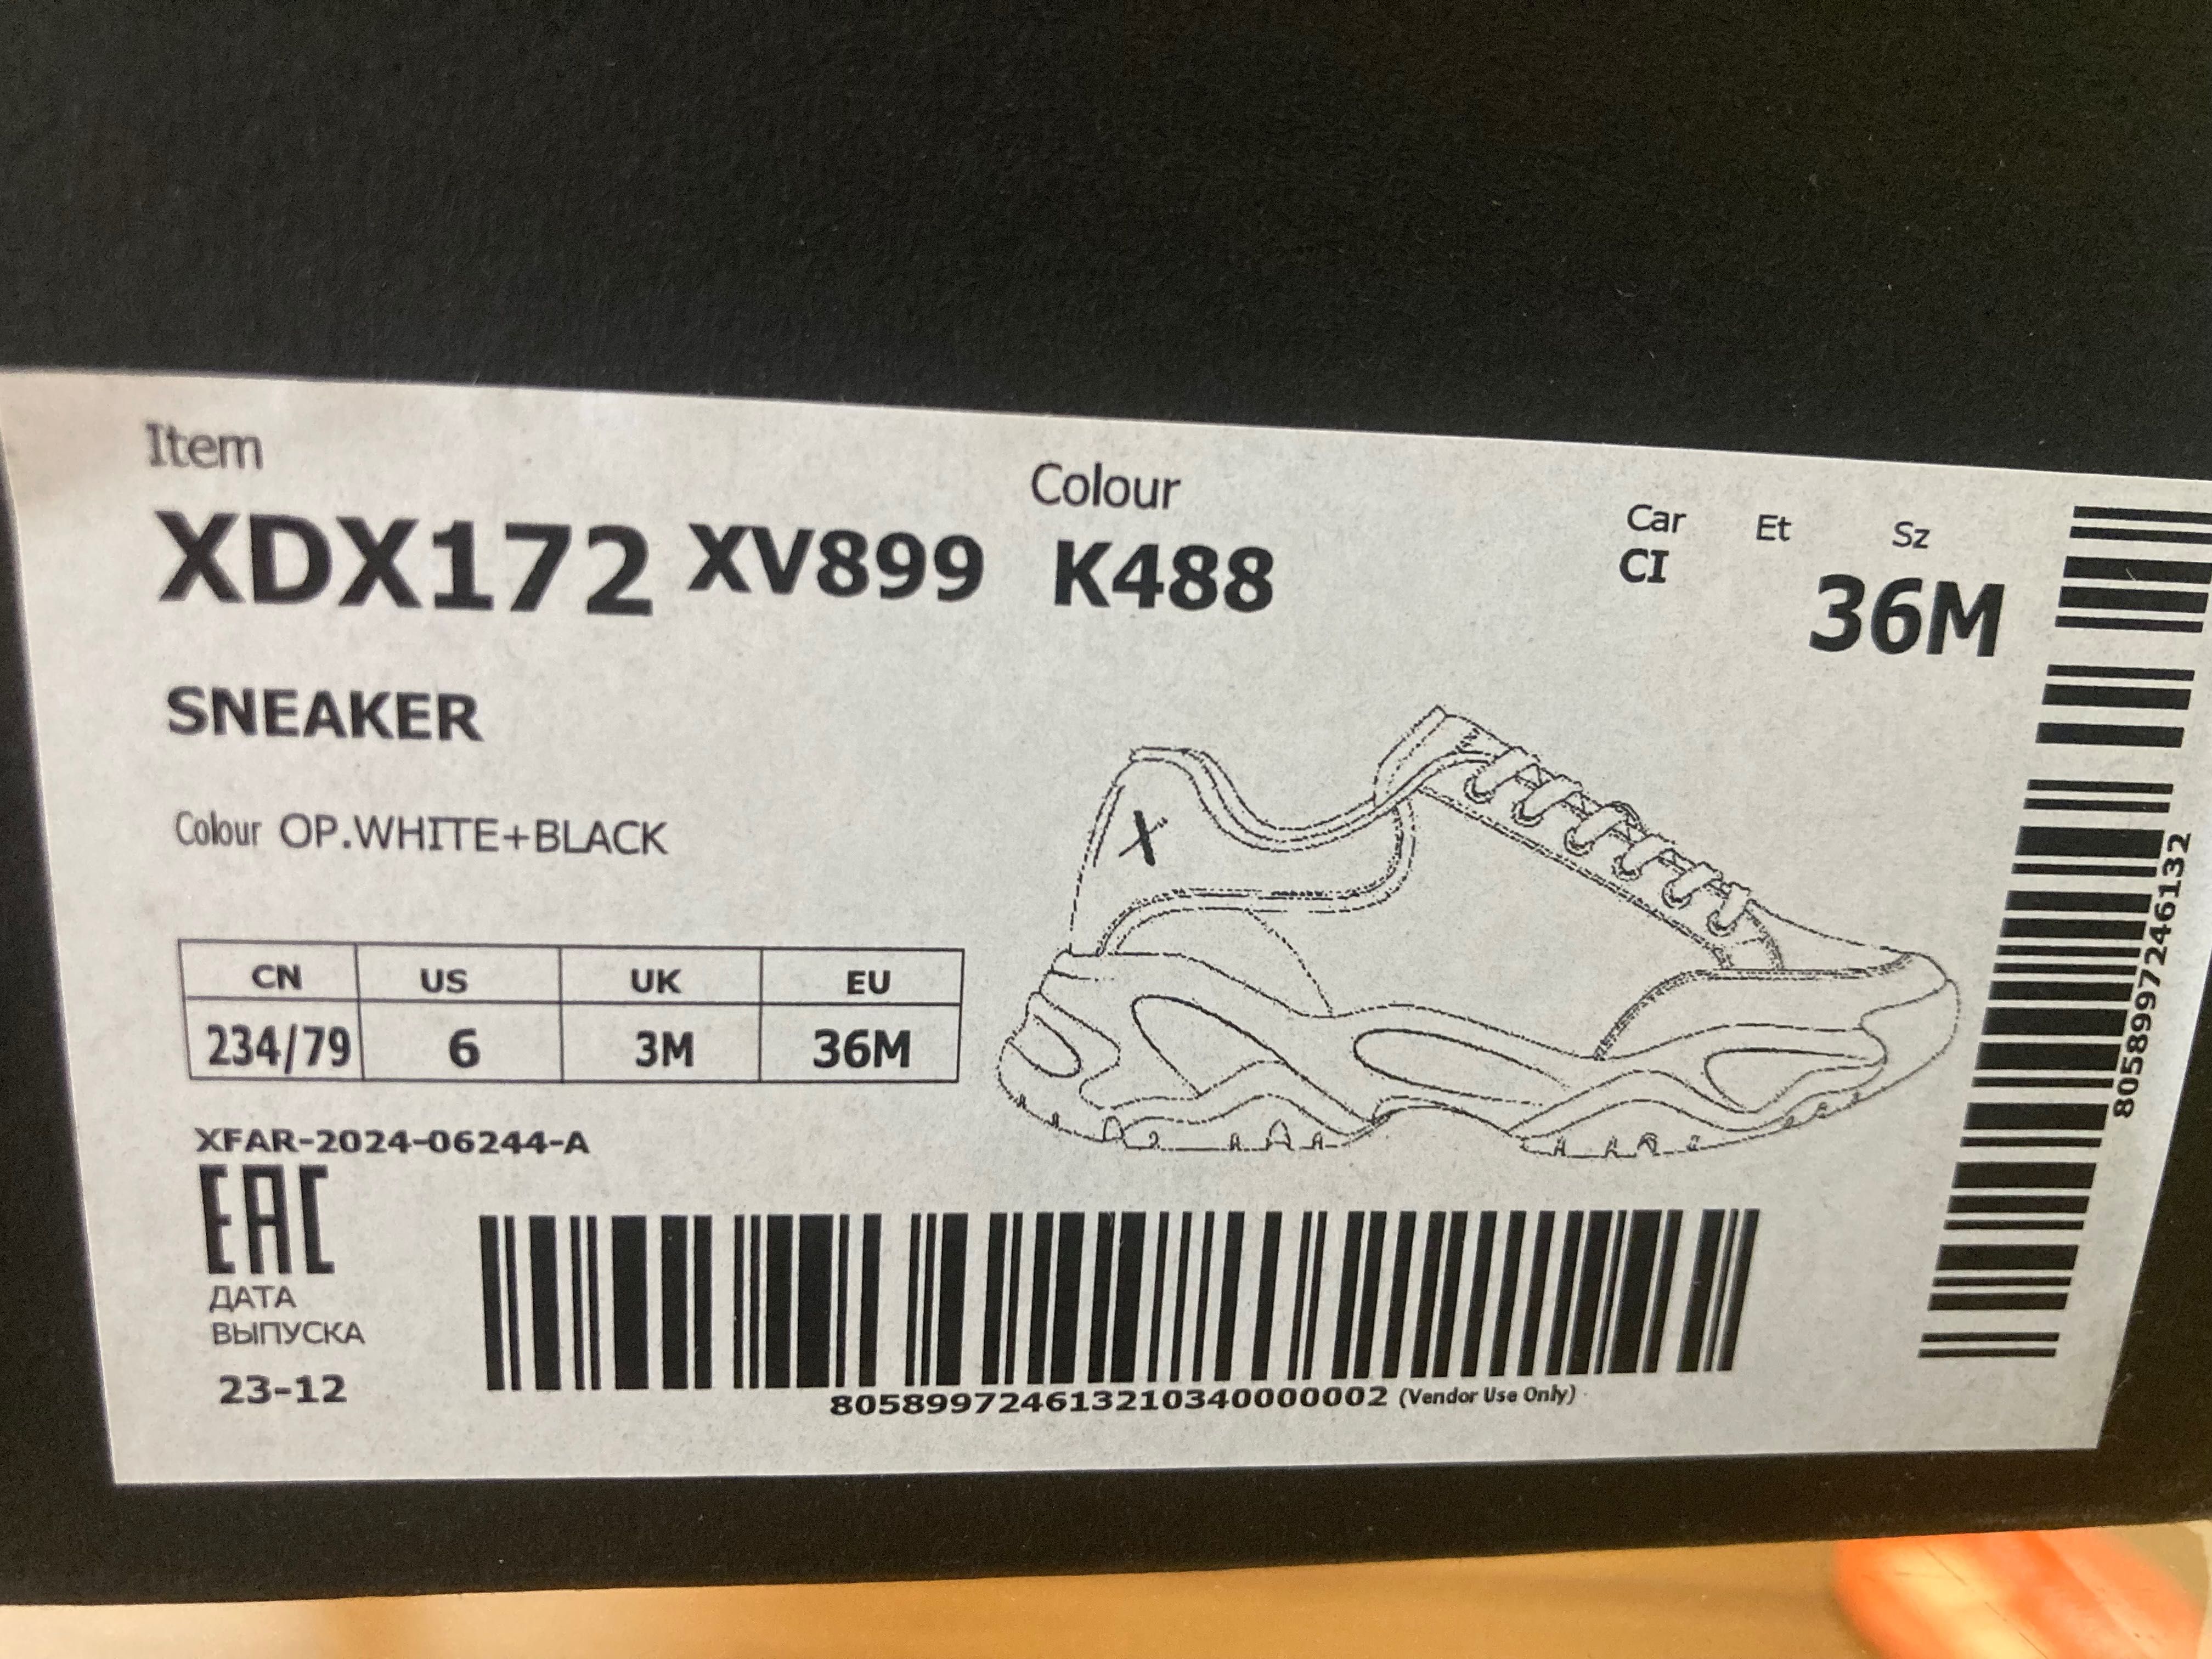 Item
XDX172 XV899
Colour
K488
Car Et Sz
CI
36M
SNEAKER
Colour OP.WHITE+BLACK
X
CN US UK EU
234/79 6 3M 36M
XFAR-2024-06244-A
EAC
ДАТА
ВЫПУСКА
23-12
805899724613210340000002 (Vendor Use Only)
8058997246132